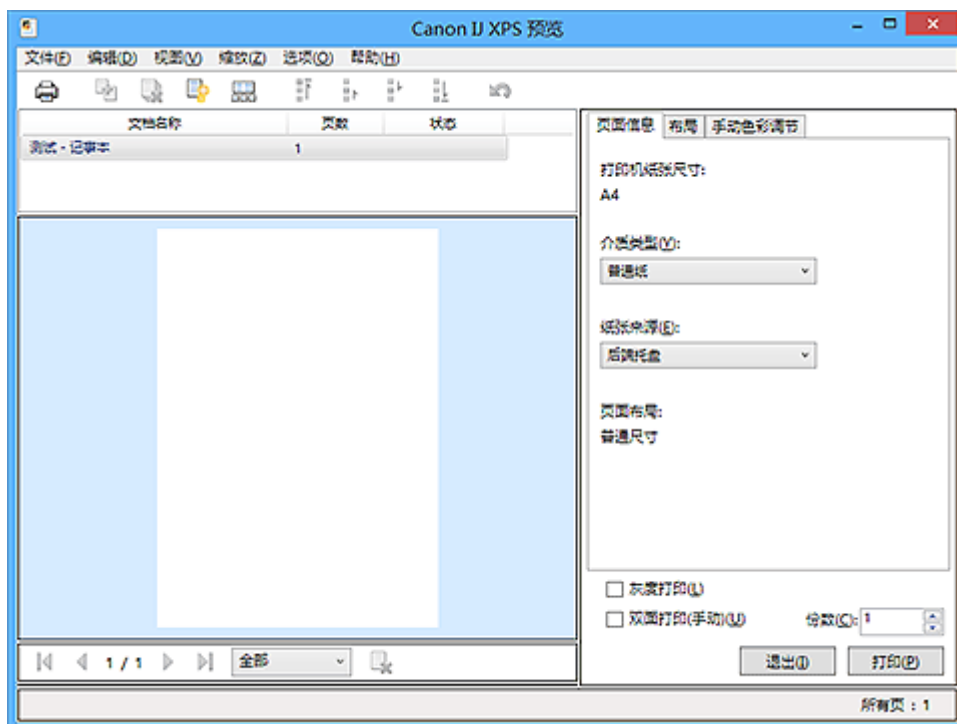 Canon IJ XPS 预览
文件(F) 编辑(D) 视图(V) 缩放(Z) 选项(O) 帮助(H)
文档名称 页数 状态
测试 - 记事本 1
页面信息 布局 手动色彩调节
打印机纸张尺寸:
A4
介质类型(Y):
普通纸
纸张来源(E):
后端托盘
页面布局:
普通尺寸
灰度打印(L)
双面打印(手动)(U) 份数(C): 1
1 / 1 全部 退出(I) 打印(P)
所有页：1